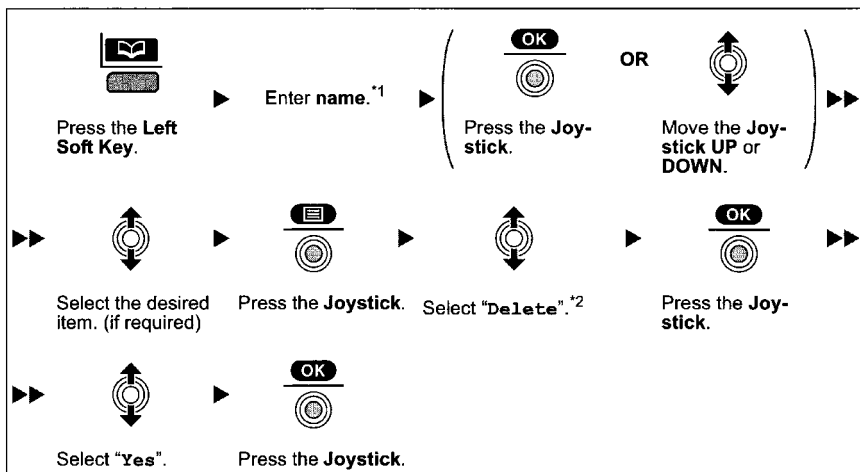 OK
OR
Press the Left
Soft Key.
Enter name.*1
Press the Joy-
stick.
Move the Joy-
stick UP or
DOWN.
OK
Select the desired
item. (if required)
Press the Joystick.
Select “Delete”.*2
Press the Joy-
stick.
OK
Select “Yes”.
Press the Joystick.